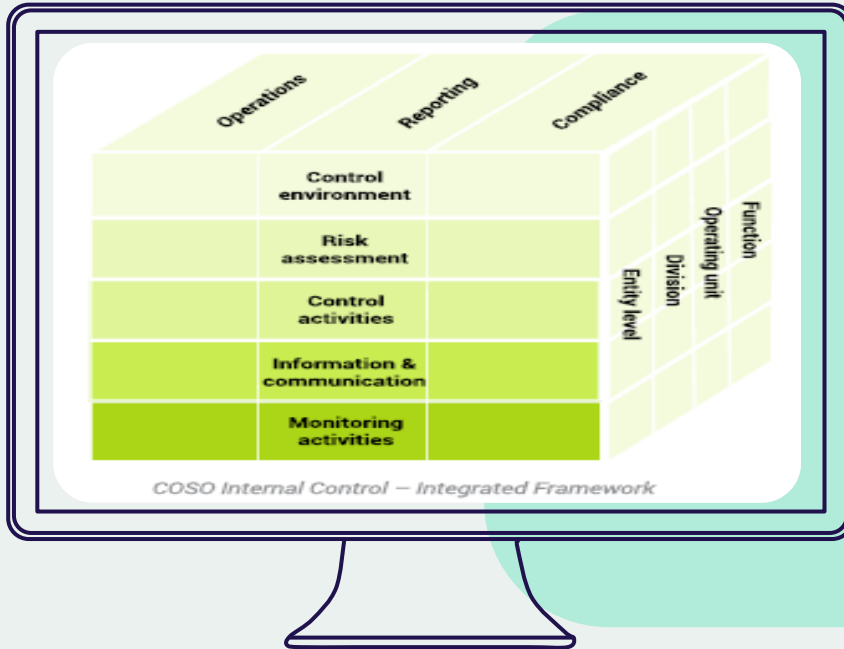 Operations
Reporting
Compliance
Control
environment
Risk
assessment
Control
activities
Information &
communication
Monitoring
activities
Entity level
Division
Operating unit
Function
COSO Internal Control – Integrated Framework